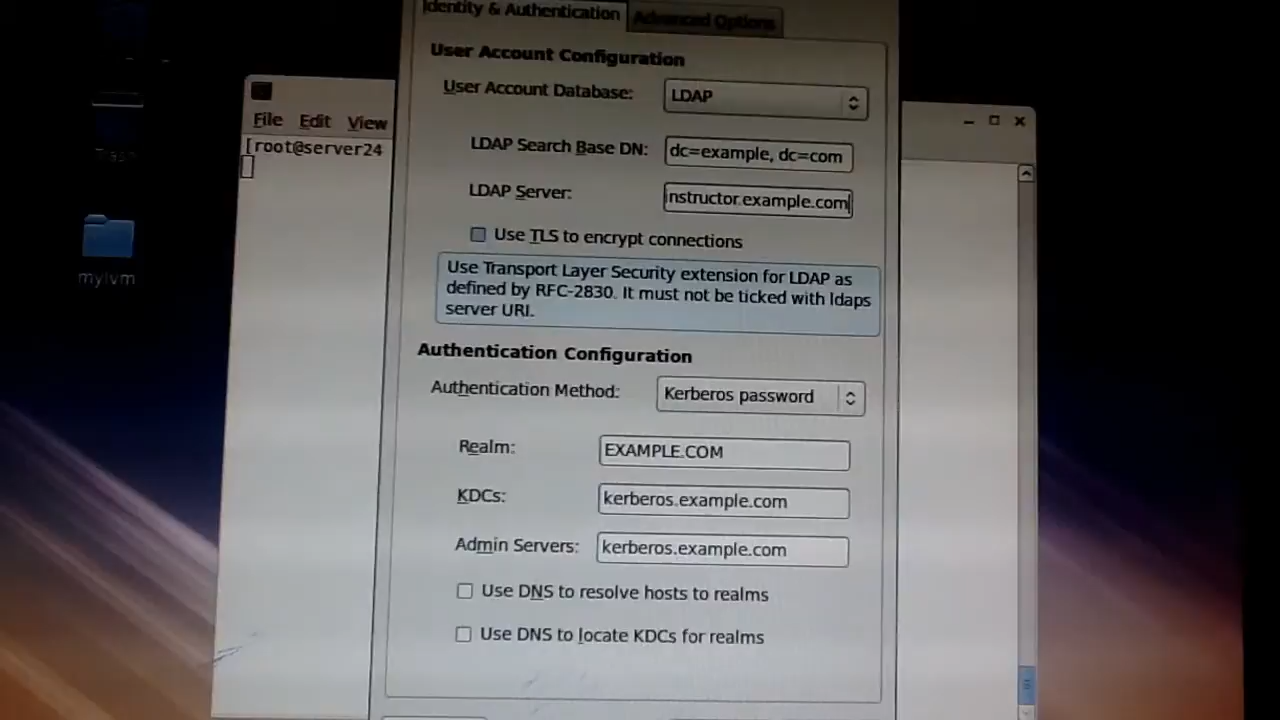 Identity & Authentication
Advanced Options
User Account Configuration
User Account Database: LDAP
File Edit View
[root@server24
LDAP Search Base DN: dc=example, dc=com
LDAP Server: nstructor.example.com
Use TLS to encrypt connections
Use Transport Layer Security extension for LDAP as
defined by RFC-2830. It must not be ticked with ldaps
server URI.
mylvm
Authentication Configuration
Authentication Method: Kerberos password
Realm: EXAMPLE.COM
KDCs: kerberos.example.com
Admin Servers: kerberos.example.com
Use DNS to resolve hosts to realms
Use DNS to locate KDCs for realms